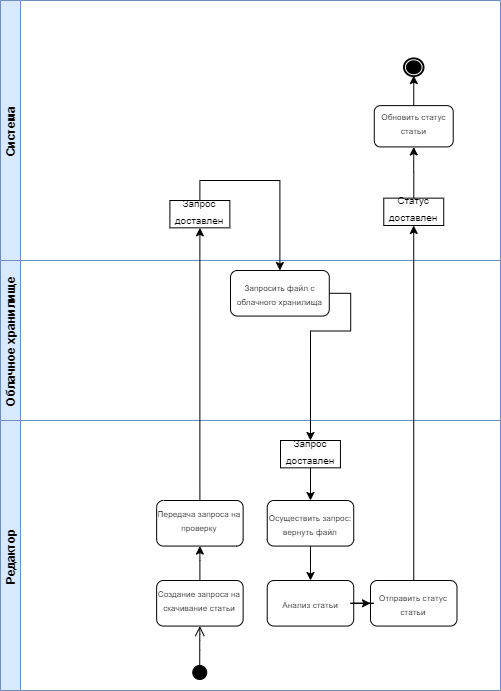 Система
Обновить статус
статьи
Статус
доставлен
Запрос
доставлен
Облачное хранилище
Запросить файл с
облачного хранилища
Редактор
Запрос
доставлен
Передача запроса на
проверку
Осуществить запрос:
вернуть файл
Создание запроса на
скачивание статьи
Анализ статьи
Отправить статус
статьи